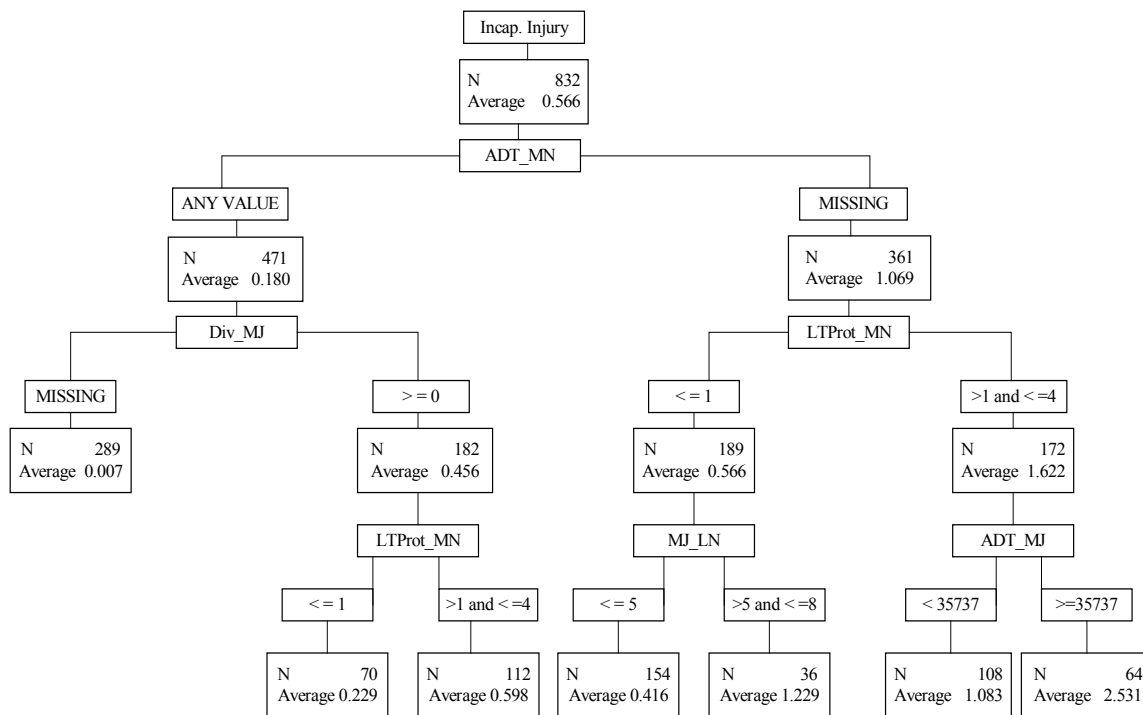 Incap. Injury
N 832
Average 0.566
ADT_MN
ANY VALUE
MISSING
N 471
Average 0.180
N 361
Average 1.069
Div_MJ
LTProt_MN
MISSING
> = 0
< = 1
>1 and < =4
N 289
Average 0.007
N 182
Average 0.456
N 189
Average 0.566
N 172
Average 1.622
LTProt_MN
MJ_LN
ADT_MJ
< = 1
>1 and < =4
< = 5
>5 and < =8
< 35737
>=35737
N 70
Average 0.229
N 112
Average 0.598
N 154
Average 0.416
N 36
Average 1.229
N 108
Average 1.083
N 64
Average 2.531